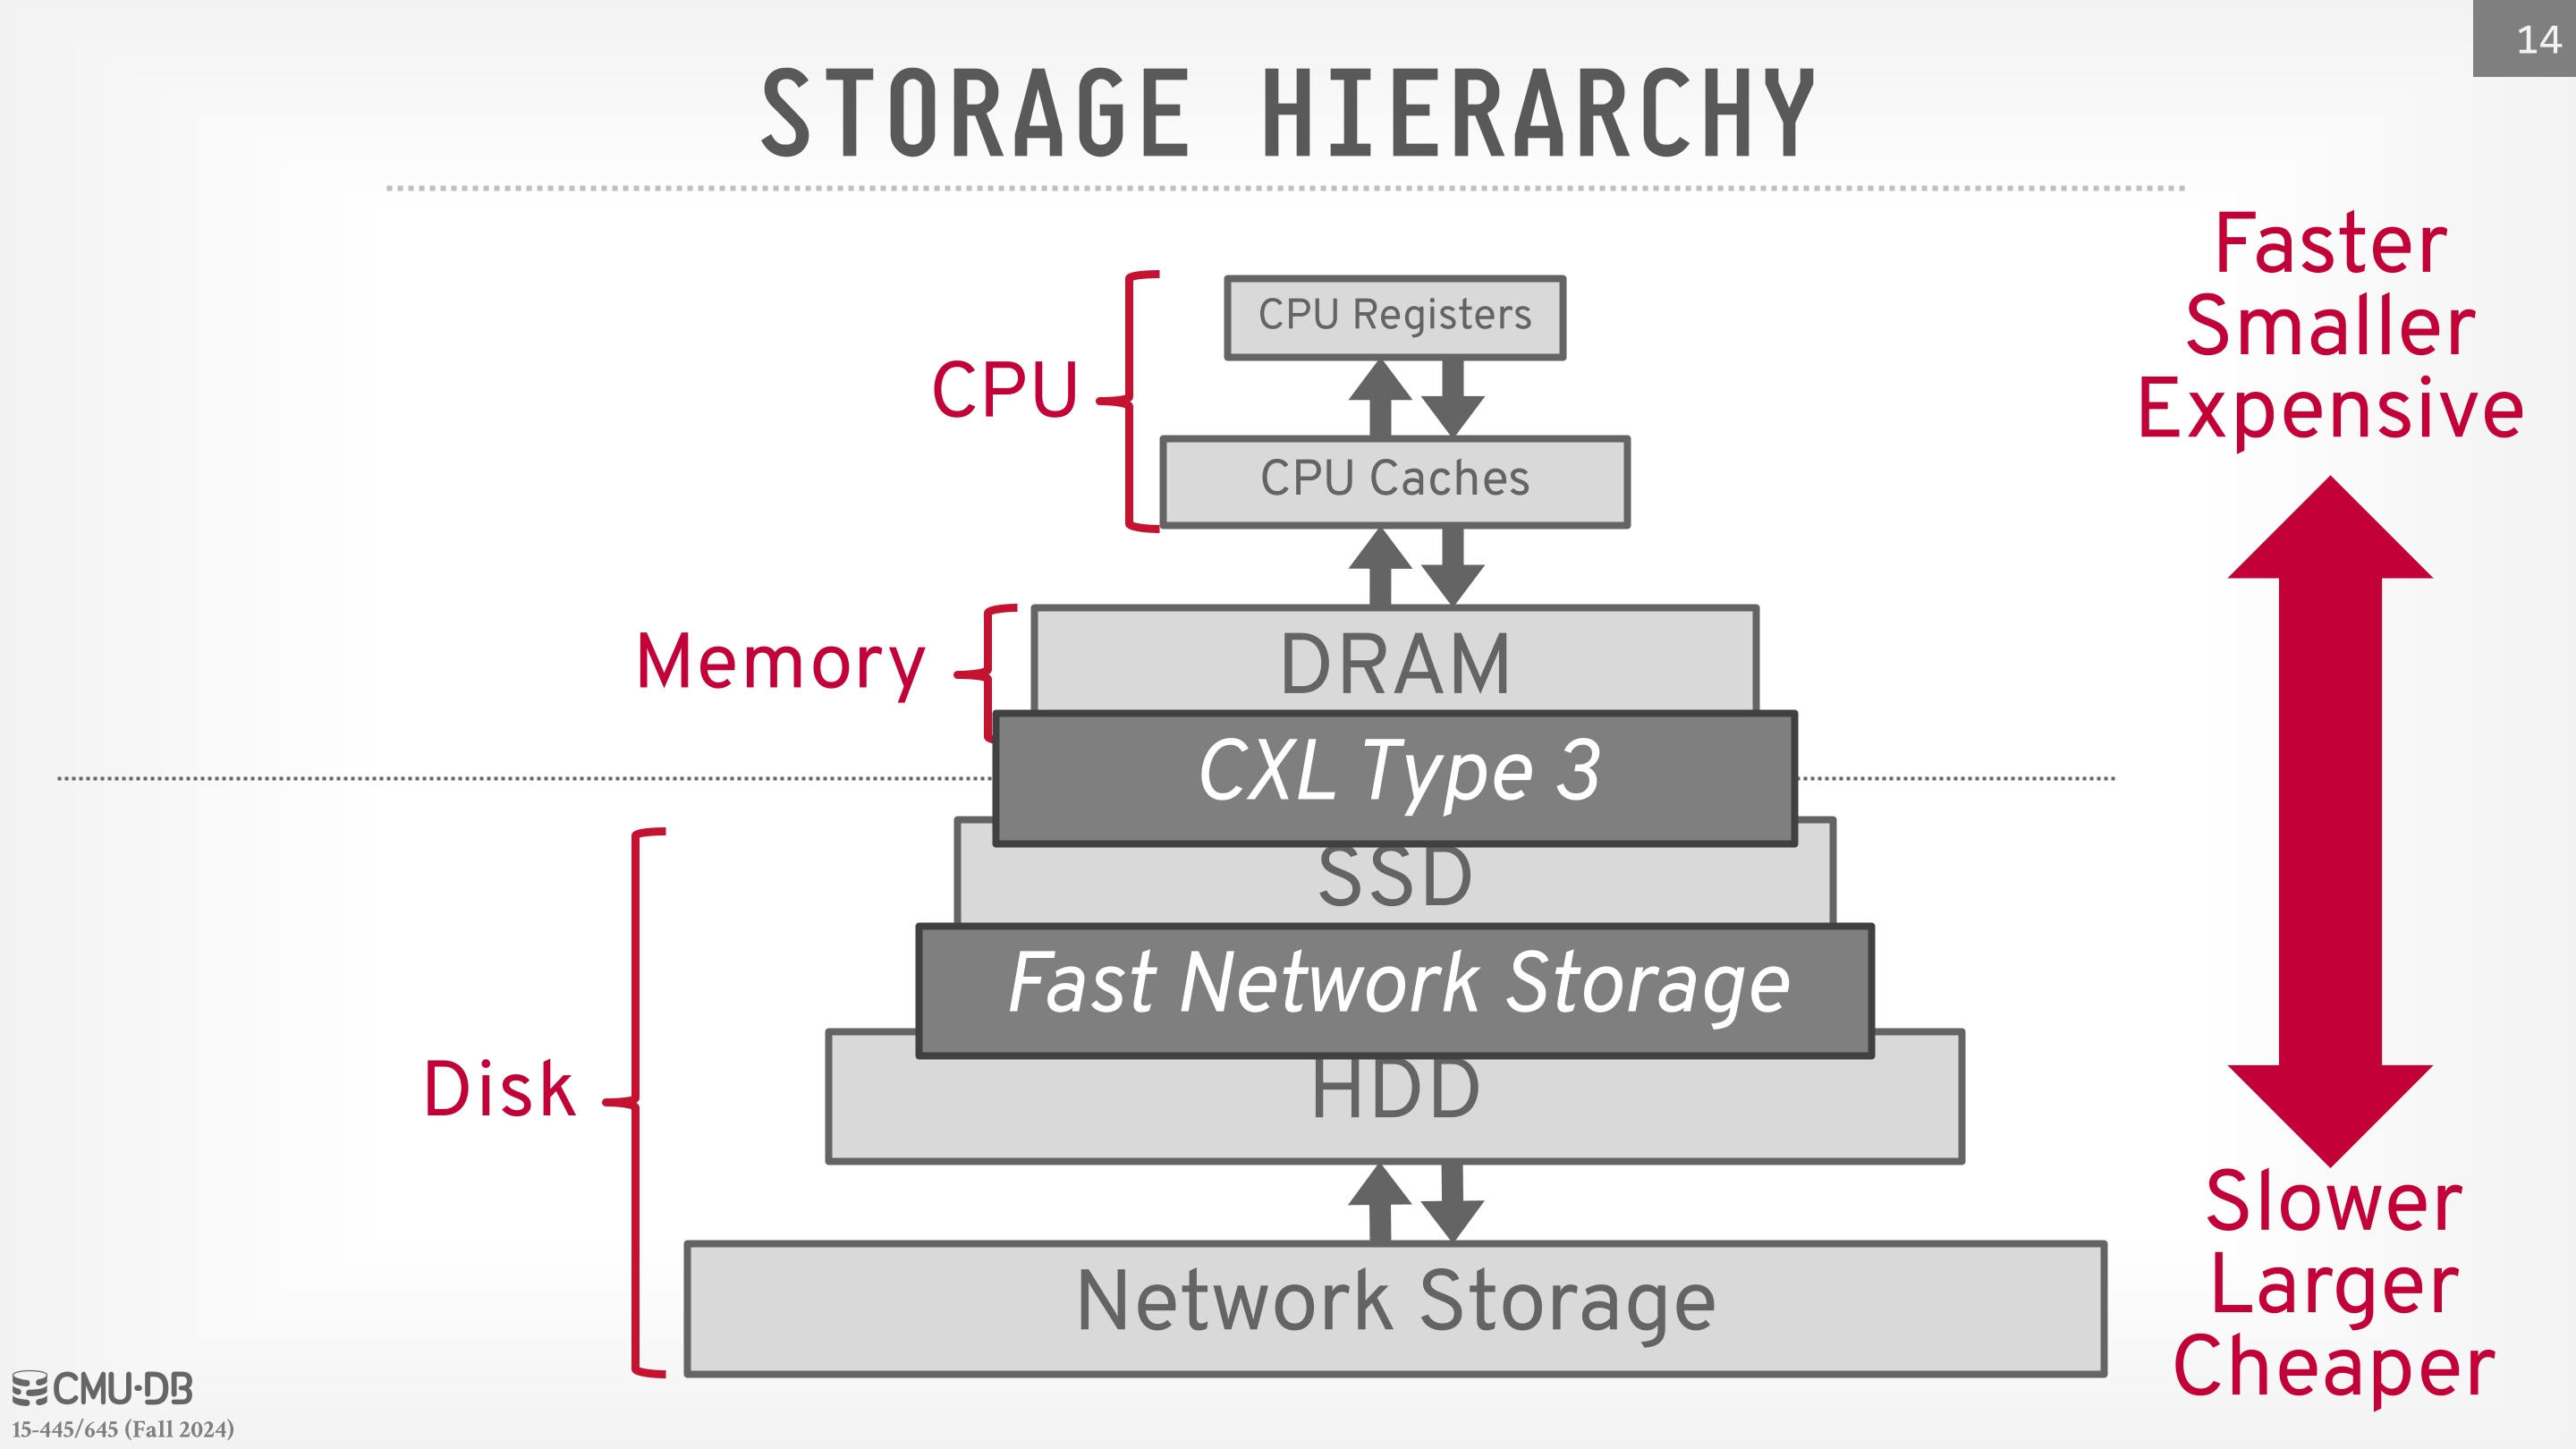 14
STORAGE HIERARCHY
Faster
Smaller
Expensive
CPU Registers
CPU
CPU Caches
Memory
DRAM
CXL Type 3
SSD
Fast Network Storage
Disk
HDD
Slower
Larger
Cheaper
Network Storage
CMU·DB
15-445/645 (Fall 2024)